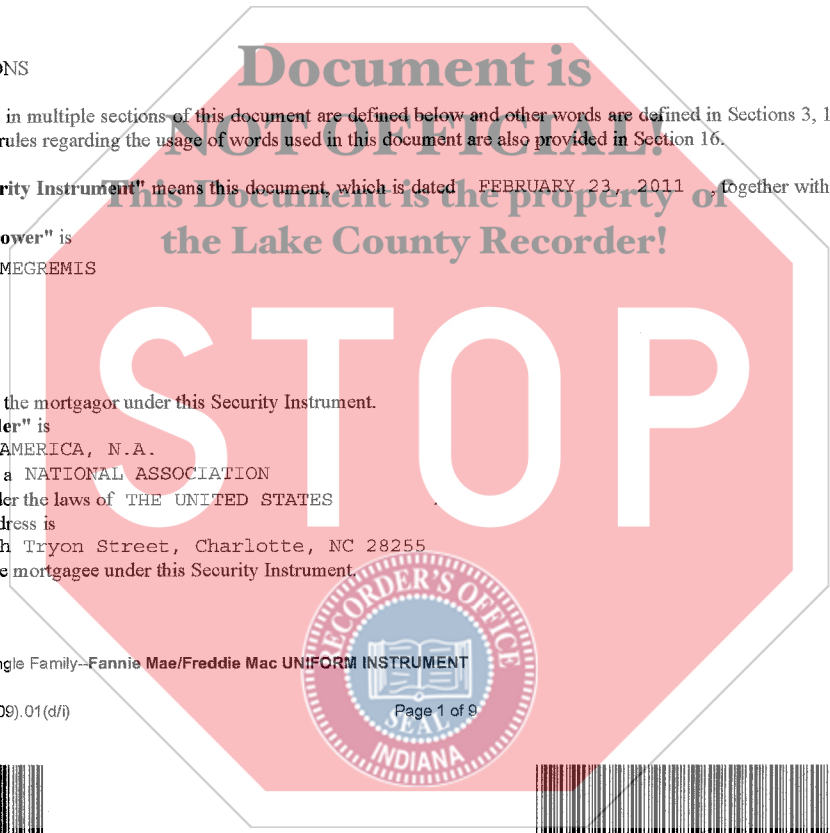 Document is
ONS
in multiple sections of this document are defined below and other words are defined in Sections 3, 1
NOT OFFICIAL!
rules regarding the usage of words used in this document are also provided in Section 16.
rity Instrument" means this document, which is dated FEBRUARY 23, 2011 , together with
This Document is the property of
ower" is
the Lake County Recorder!
MEGREMIS
STOP
the mortgagor under this Security Instrument.
er" is
AMERICA, N.A.
a NATIONAL ASSOCIATION
der the laws of THE UNITED STATES .
dress is
h Tryon Street, Charlotte, NC 28255
e mortgagee under this Security Instrument.
RECORDER'S OFFICE
ngle Family--Fannie Mae/Freddie Mac UNIFORM INSTRUMENT
09).01(d/i) Page 1 of 9
SEAL
INDIANA